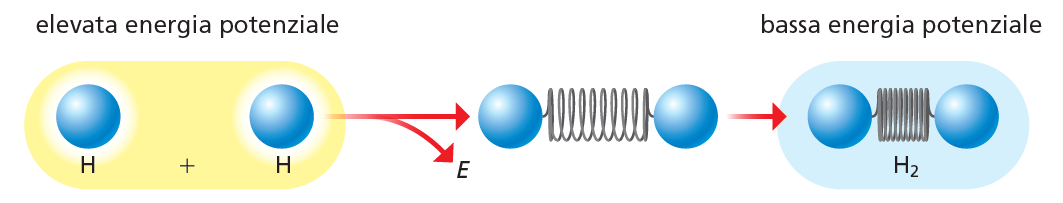 elevata energia potenziale
bassa energia potenziale
H + H
E
H₂